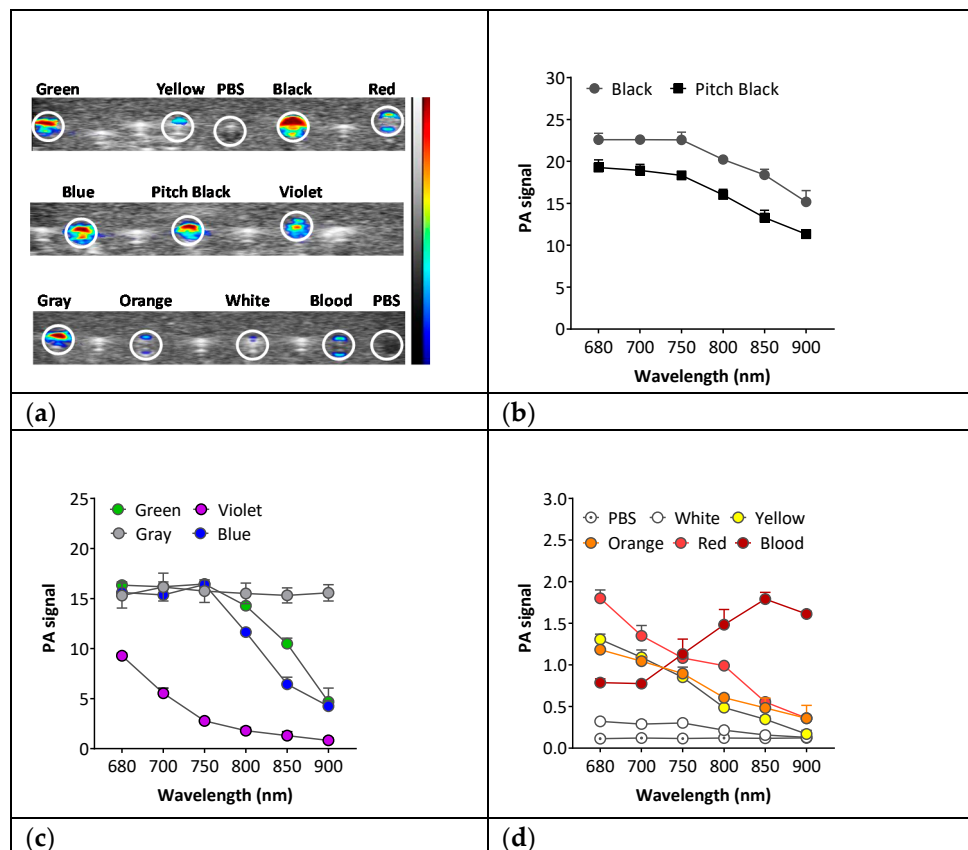 Green Yellow PBS Black Red
Blue Pitch Black Violet
Gray Orange White Blood PBS
(a)
Black Pitch Black
PA signal
30
25
20
15
10
5
0
680 700 750 800 850 900
Wavelength (nm)
(b)
Green Violet
Gray Blue
PA signal
25
20
15
10
5
0
680 700 750 800 850 900
Wavelength (nm)
(c)
PBS White Yellow
Orange Red Blood
PA signal
3.0
2.5
2.0
1.5
1.0
0.5
0.0
680 700 750 800 850 900
Wavelength (nm)
(d)